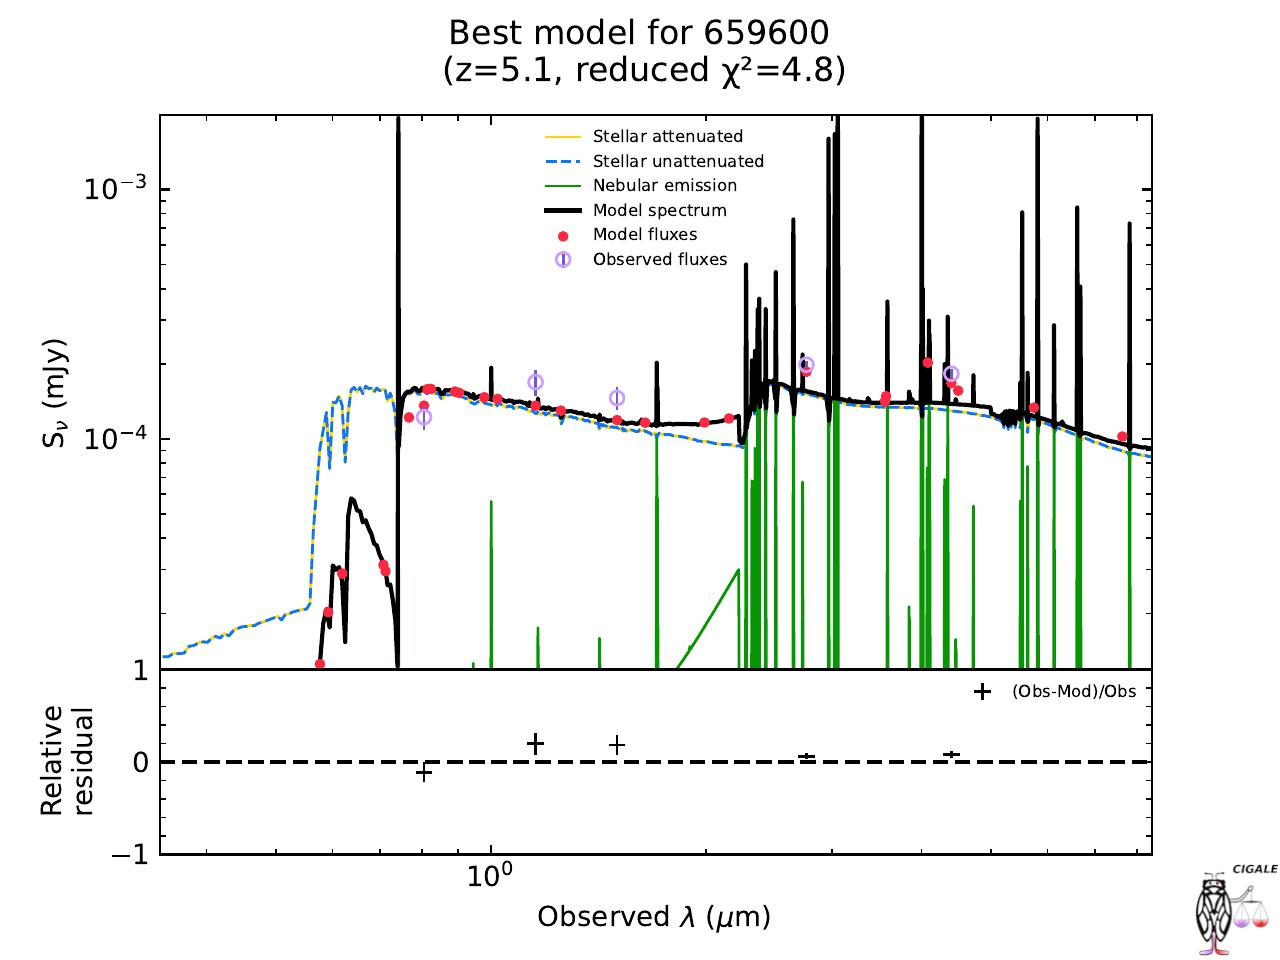 Best model for 659600
(z=5.1, reduced χ²=4.8)
Stellar attenuated
Stellar unattenuated
Nebular emission
Model spectrum
Model fluxes
Observed fluxes
10⁻³
10⁻⁴
S𝜈 (mJy)
1
0
−1
Relative
residual
(Obs-Mod)/Obs
10⁰
Observed λ (μm)
CIGALE